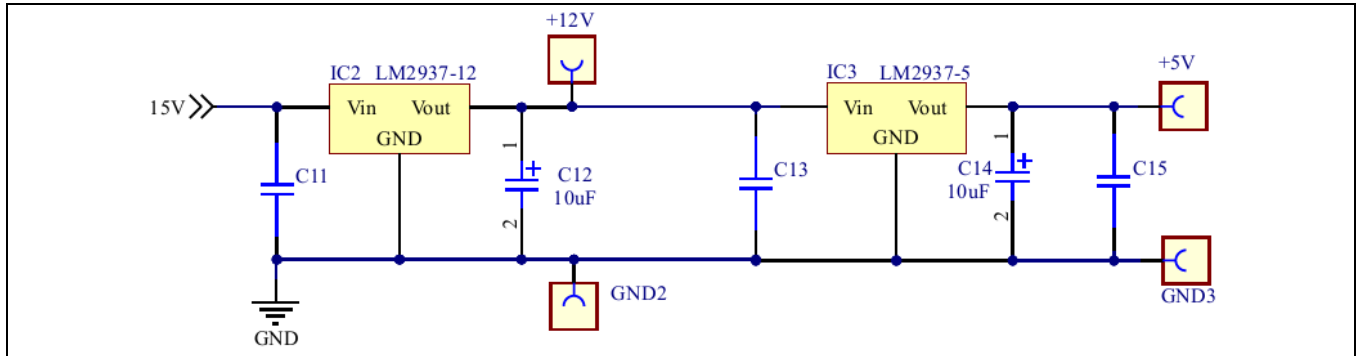 +12V
IC2 LM2937-12
IC3 LM2937-5
+5V
15V
Vin Vout
GND
Vin Vout
GND
1
C11
C12
10uF
2
C13
1
C14
10uF
2
C15
GND2
GND3
GND